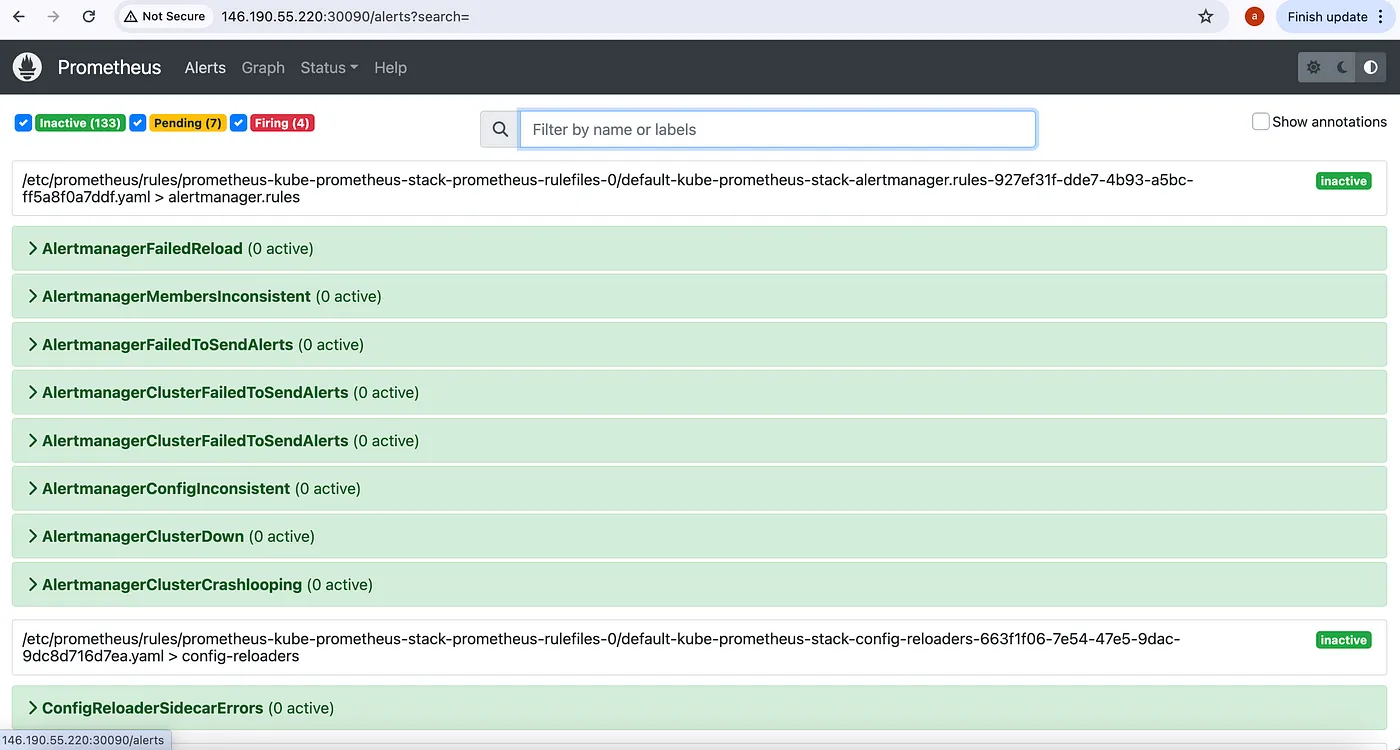 Not Secure 146.190.55.220:30090/alerts?search= a Finish update
Prometheus Alerts Graph Status Help
Inactive (133) Pending (7) Firing (4) Filter by name or labels Show annotations
/etc/prometheus/rules/prometheus-kube-prometheus-stack-prometheus-rulefiles-0/default-kube-prometheus-stack-alertmanager.rules-927ef31f-dde7-4b93-a5bc- inactive
ff5a8f0a7ddf.yaml > alertmanager.rules
AlertmanagerFailedReload (0 active)
AlertmanagerMembersInconsistent (0 active)
AlertmanagerFailedToSendAlerts (0 active)
AlertmanagerClusterFailedToSendAlerts (0 active)
AlertmanagerClusterFailedToSendAlerts (0 active)
AlertmanagerConfigInconsistent (0 active)
AlertmanagerClusterDown (0 active)
AlertmanagerClusterCrashlooping (0 active)
/etc/prometheus/rules/prometheus-kube-prometheus-stack-prometheus-rulefiles-0/default-kube-prometheus-stack-config-reloaders-663f1f06-7e54-47e5-9dac- inactive
9dc8d716d7ea.yaml > config-reloaders
ConfigReloaderSidecarErrors (0 active)
146.190.55.220:30090/alerts